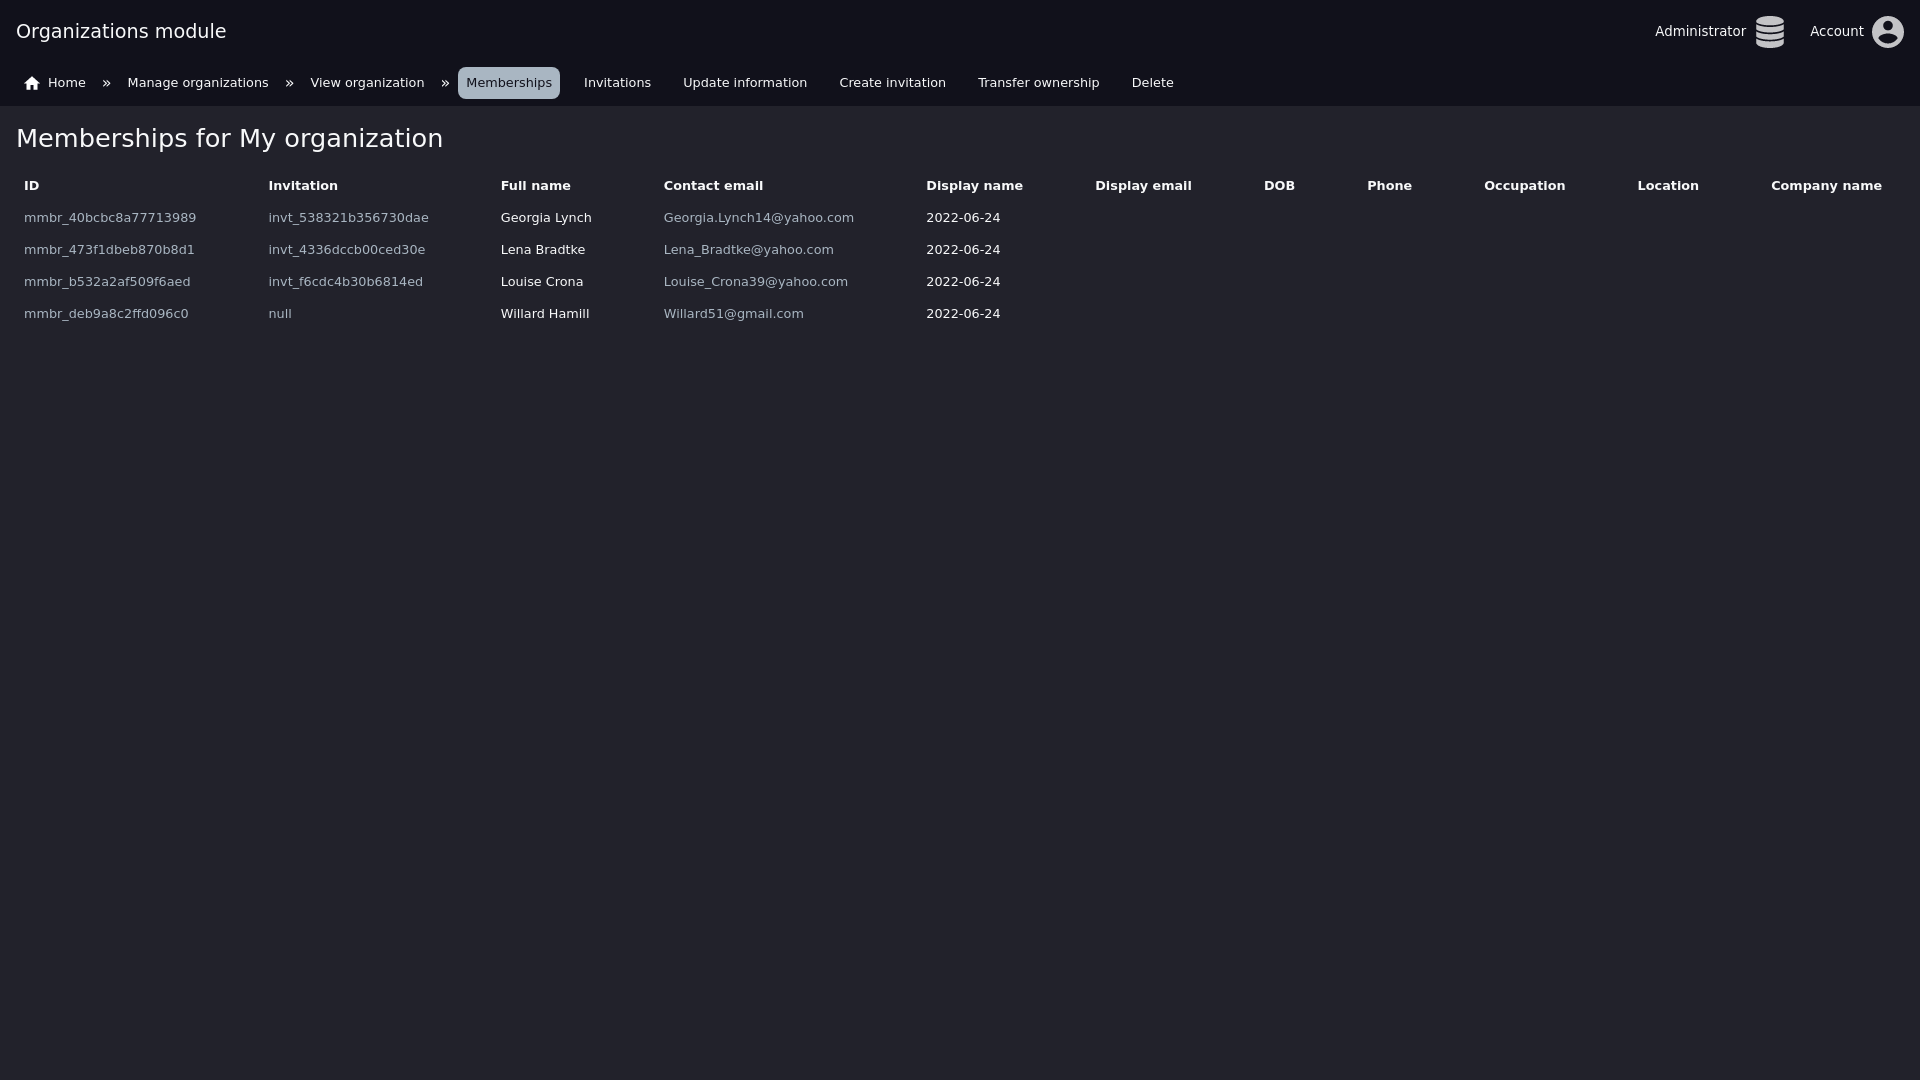 Organizations module
Administrator
Account
Home » Manage organizations » View organization » Memberships Invitations Update information Create invitation Transfer ownership Delete
Memberships for My organization
ID Invitation Full name Contact email Display name Display email DOB Phone Occupation Location Company name
mmbr_40bcbc8a77713989 invt_538321b356730dae Georgia Lynch Georgia.Lynch14@yahoo.com 2022-06-24
mmbr_473f1dbeb870b8d1 invt_4336dccb00ced30e Lena Bradtke Lena_Bradtke@yahoo.com 2022-06-24
mmbr_b532a2af509f6aed invt_f6cdc4b30b6814ed Louise Crona Louise_Crona39@yahoo.com 2022-06-24
mmbr_deb9a8c2ffd096c0 null Willard Hamill Willard51@gmail.com 2022-06-24